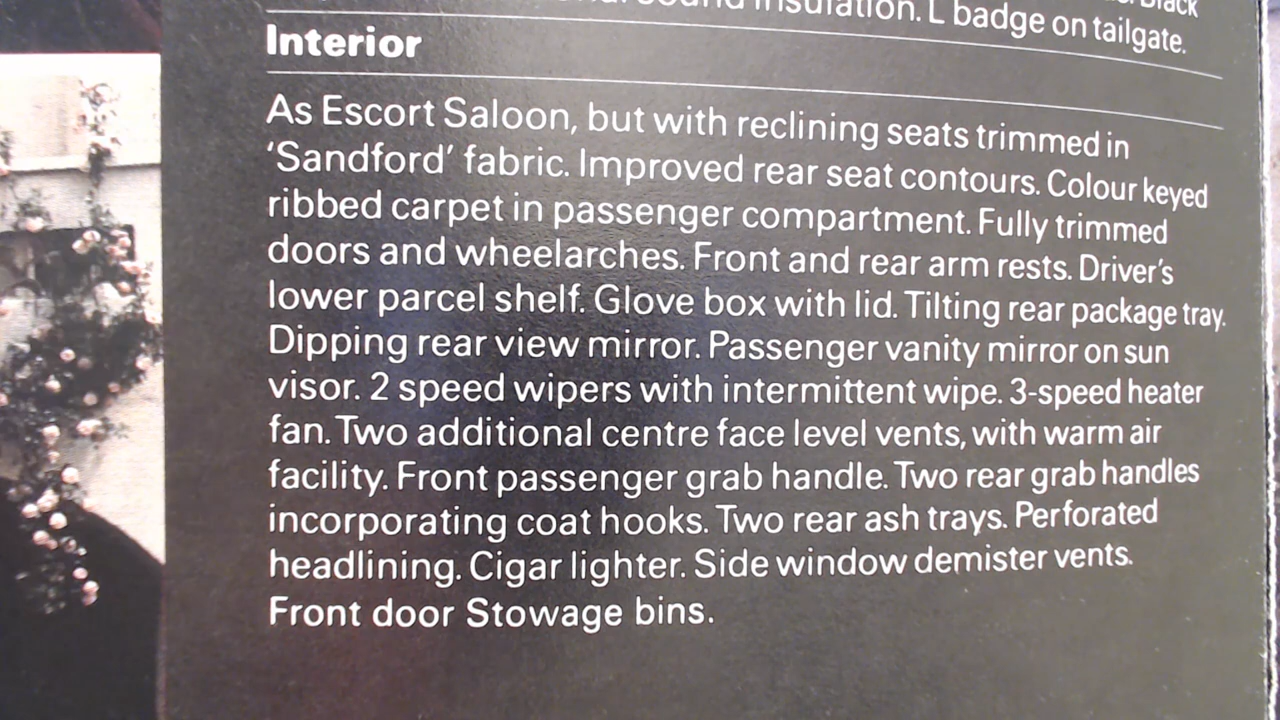 sound insulation. L badge on tailgate.
Interior
As Escort Saloon, but with reclining seats trimmed in
‘Sandford’ fabric. Improved rear seat contours. Colour keyed
ribbed carpet in passenger compartment. Fully trimmed
doors and wheelarches. Front and rear arm rests. Driver’s
lower parcel shelf. Glove box with lid. Tilting rear package tray.
Dipping rear view mirror. Passenger vanity mirror on sun
visor. 2 speed wipers with intermittent wipe. 3-speed heater
fan. Two additional centre face level vents, with warm air
facility. Front passenger grab handle. Two rear grab handles
incorporating coat hooks. Two rear ash trays. Perforated
headlining. Cigar lighter. Side window demister vents.
Front door Stowage bins.